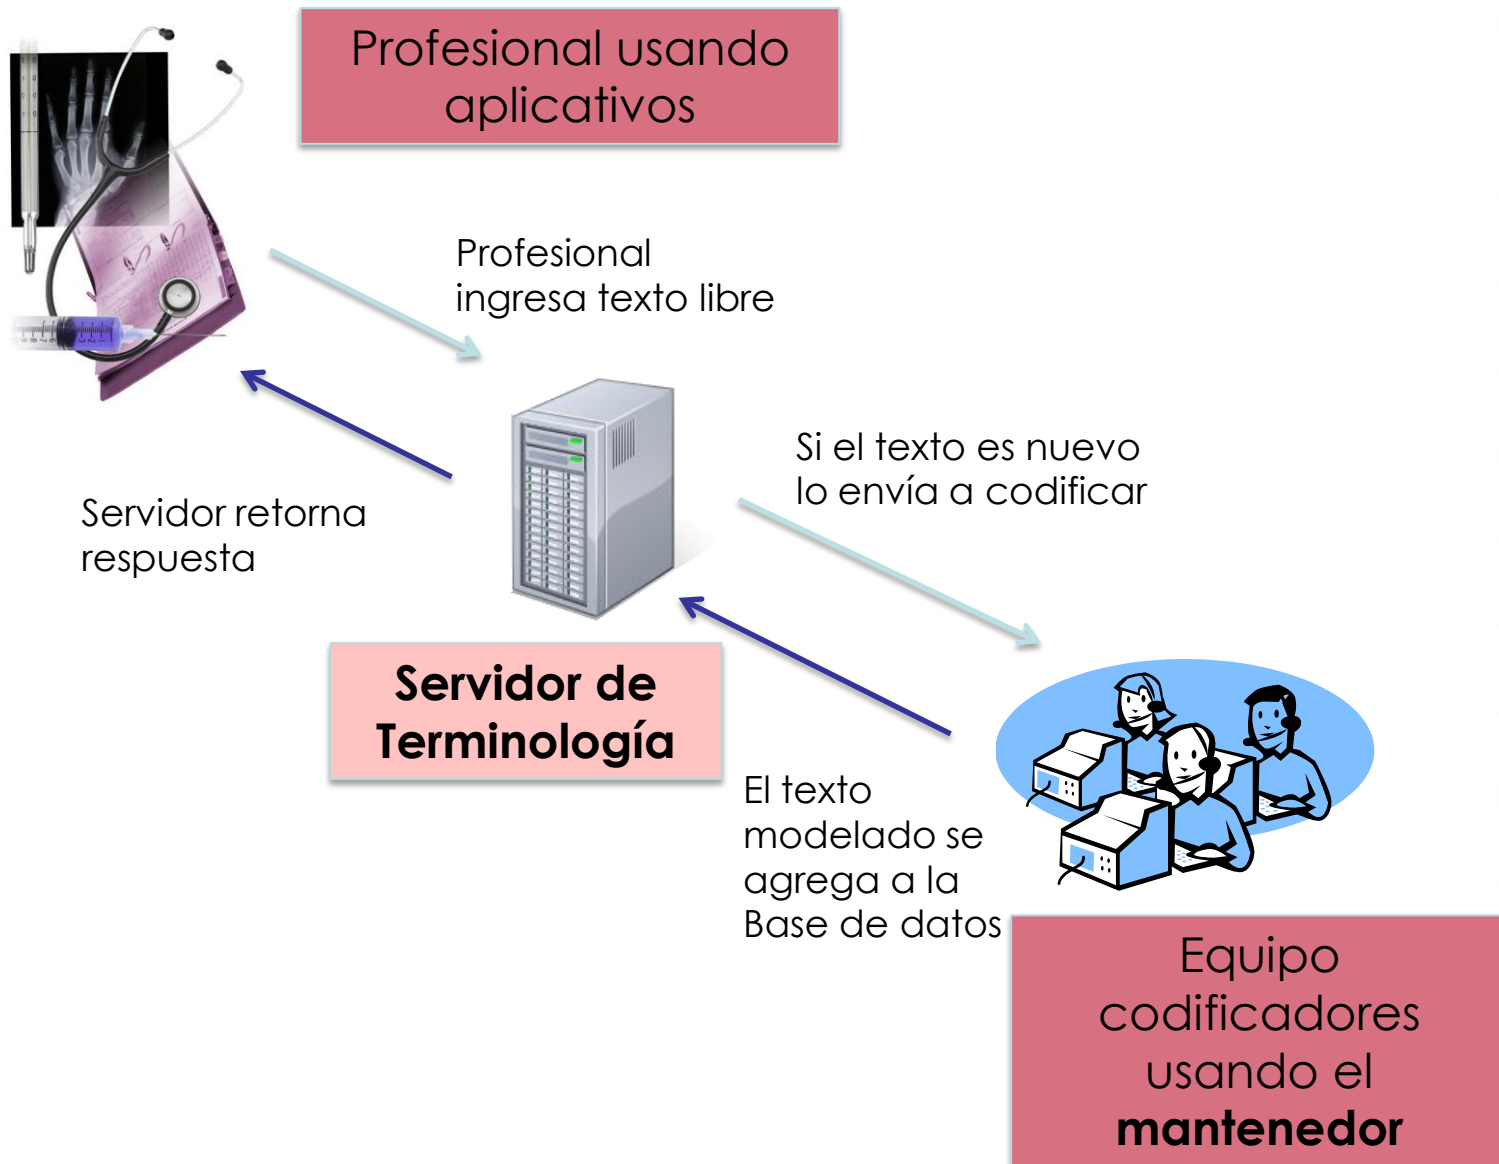 Profesional usando
aplicativos
Profesional
ingresa texto libre
Si el texto es nuevo
lo envía a codificar
Servidor retorna
respuesta
Servidor de
Terminología
El texto
modelado se
agrega a la
Base de datos
Equipo
codificadores
usando el
mantenedor